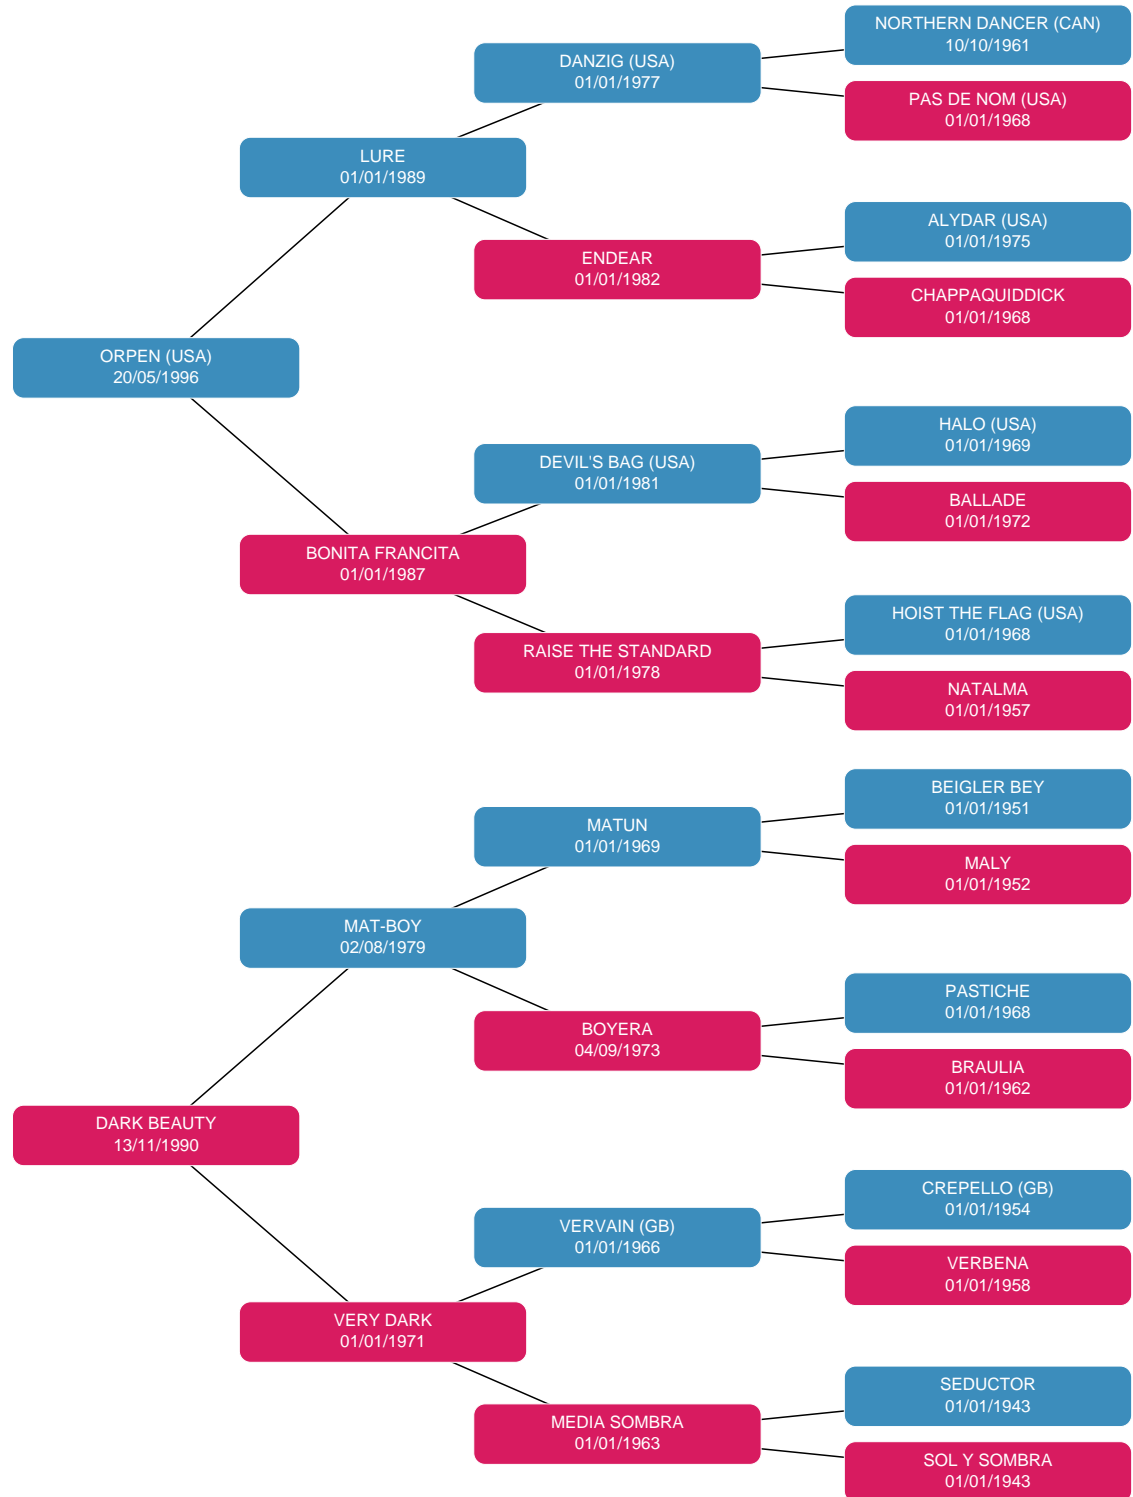 NORTHERN DANCER (CAN)
10/10/1961
DANZIG (USA)
01/01/1977
PAS DE NOM (USA)
01/01/1968
LURE
01/01/1989
ALYDAR (USA)
01/01/1975
ENDEAR
01/01/1982
CHAPPAQUIDDICK
01/01/1968
ORPEN (USA)
20/05/1996
HALO (USA)
01/01/1969
DEVIL'S BAG (USA)
01/01/1981
BALLADE
01/01/1972
BONITA FRANCITA
01/01/1987
HOIST THE FLAG (USA)
01/01/1968
RAISE THE STANDARD
01/01/1978
NATALMA
01/01/1957
BEIGLER BEY
01/01/1951
MATUN
01/01/1969
MALY
01/01/1952
MAT-BOY
02/08/1979
PASTICHE
01/01/1968
BOYERA
04/09/1973
BRAULIA
01/01/1962
DARK BEAUTY
13/11/1990
CREPELLO (GB)
01/01/1954
VERVAIN (GB)
01/01/1966
VERBENA
01/01/1958
VERY DARK
01/01/1971
SEDUCTOR
01/01/1943
MEDIA SOMBRA
01/01/1963
SOL Y SOMBRA
01/01/1943